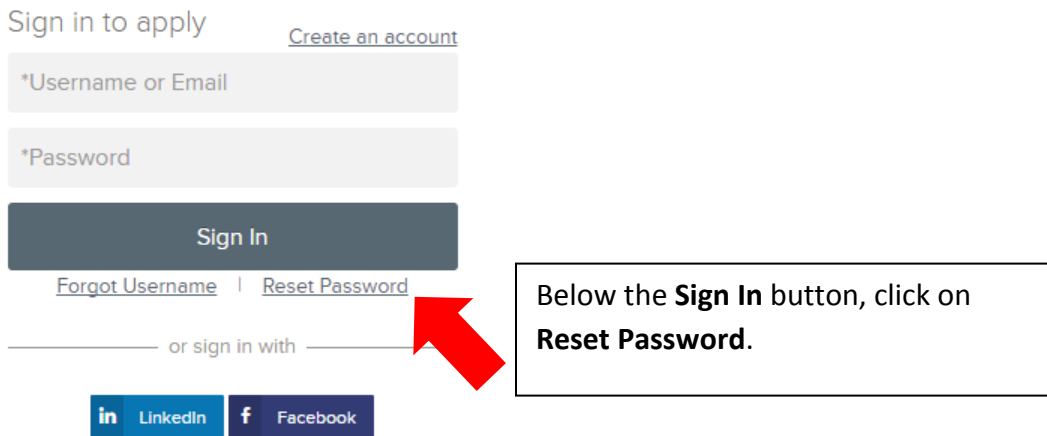 Sign in to apply
Create an account
*Username or Email
*Password
Sign In
Forgot Username | Reset Password
Below the Sign In button, click on
Reset Password.
or sign in with
in LinkedIn f Facebook